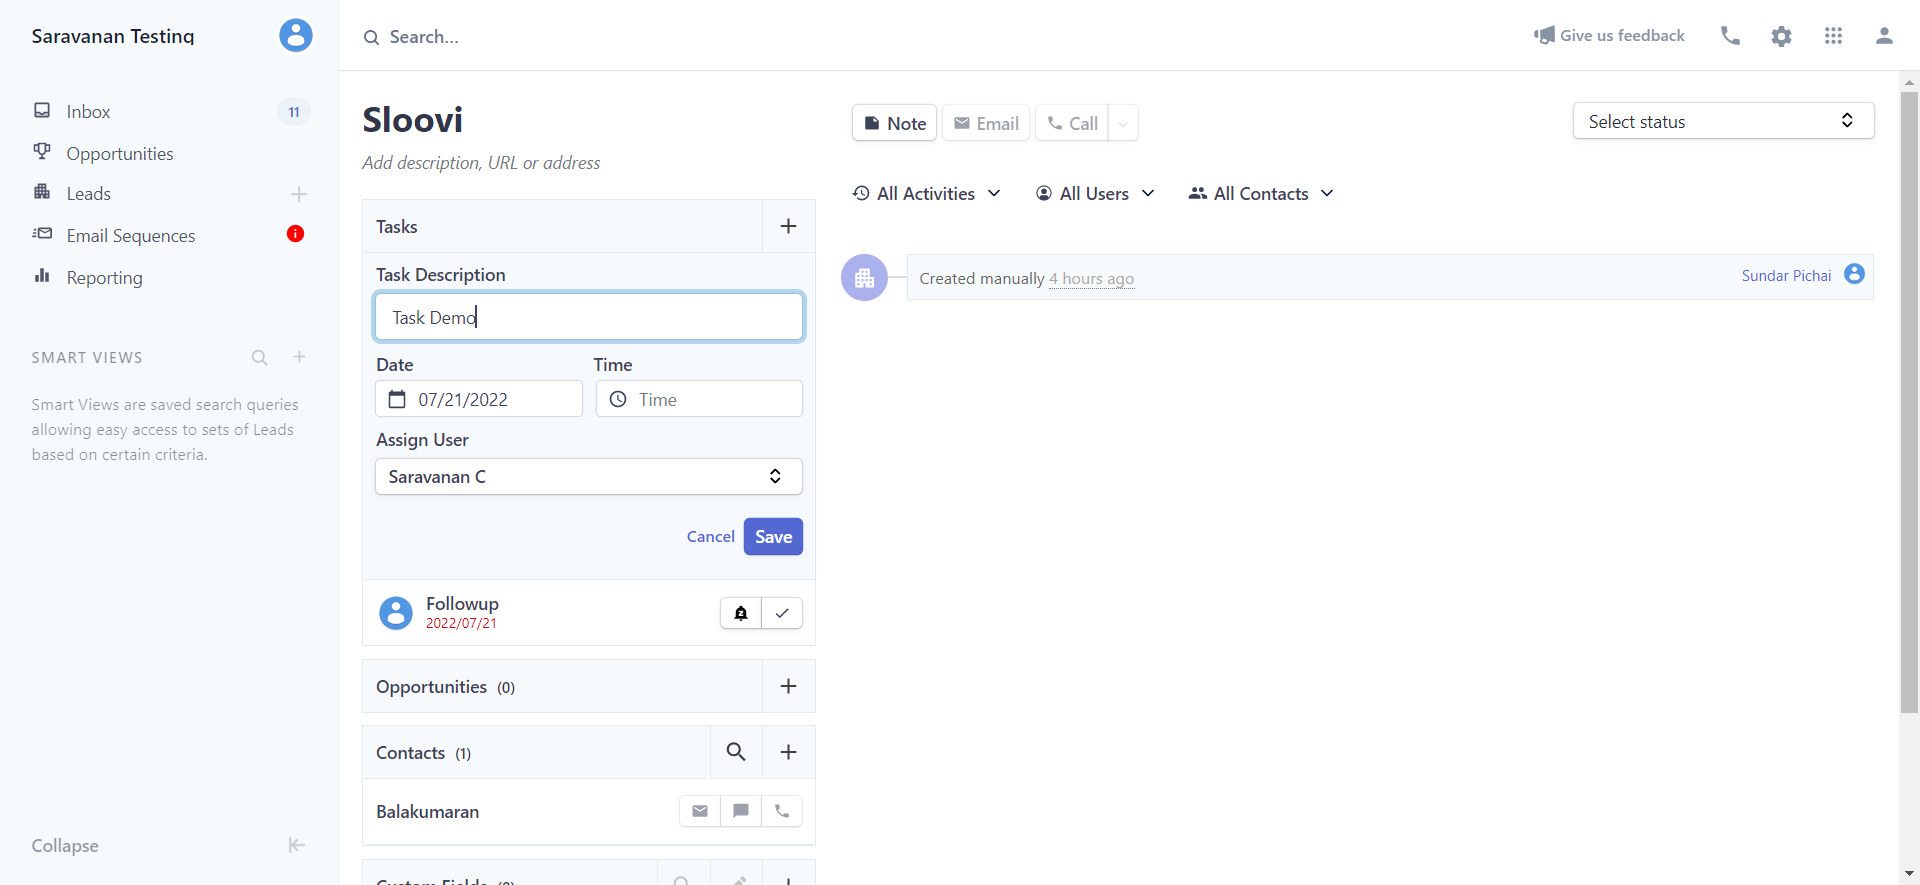 Saravanan Testing
Inbox
11
Opportunities
Leads
Email Sequences
Reporting
SMART VIEWS
Smart Views are saved search queries
allowing easy access to sets of Leads
based on certain criteria.
Collapse
Search...
Give us feedback
Sloovi
Add description, URL or address
Tasks
Task Description
Task Demo
Date
Time
07/21/2022
Time
Assign User
Saravanan C
Cancel
Save
Followup
2022/07/21
Opportunities (0)
Contacts (1)
Balakumaran
Custom Fields (0)
Note
Email
Call
Select status
All Activities
All Users
All Contacts
Created manually 4 hours ago
Sundar Pichai